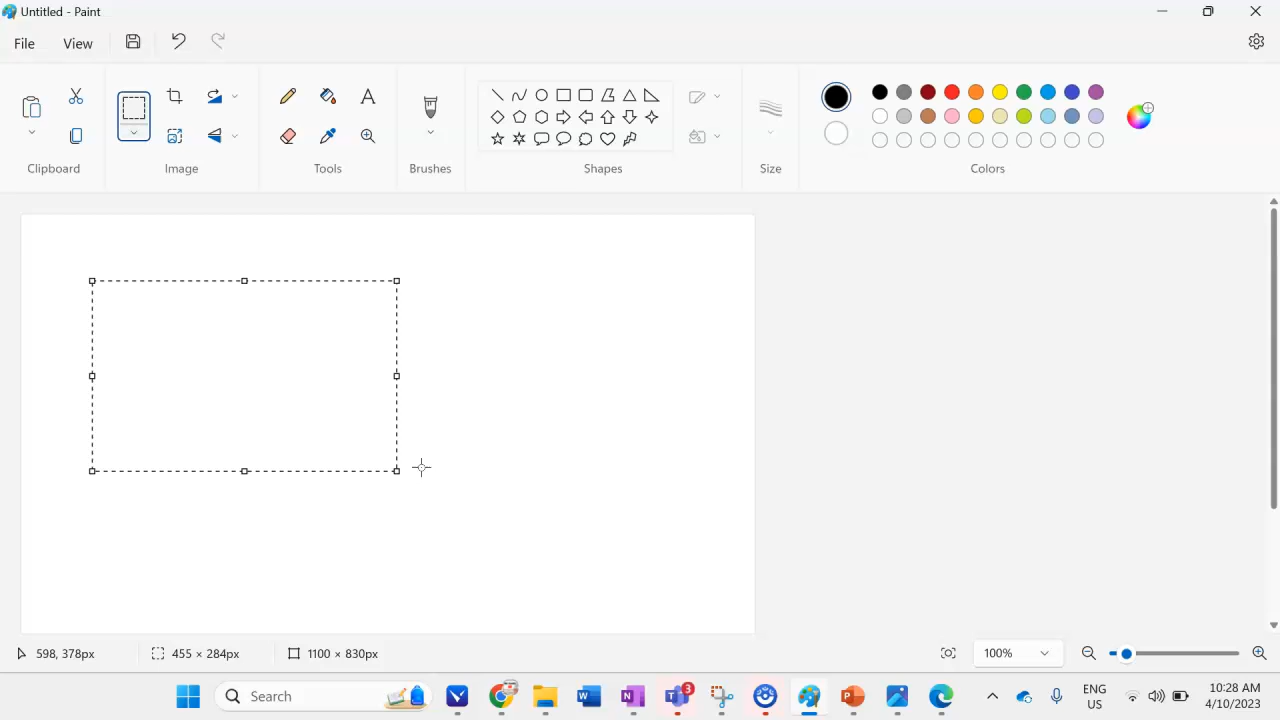 Untitled - Paint
File
View
Clipboard
Image
Tools
Brushes
Shapes
Size
Colors
598, 378px
455 × 284px
1100 × 830px
100%
Search
3
ENG
US
10:28 AM
4/10/2023